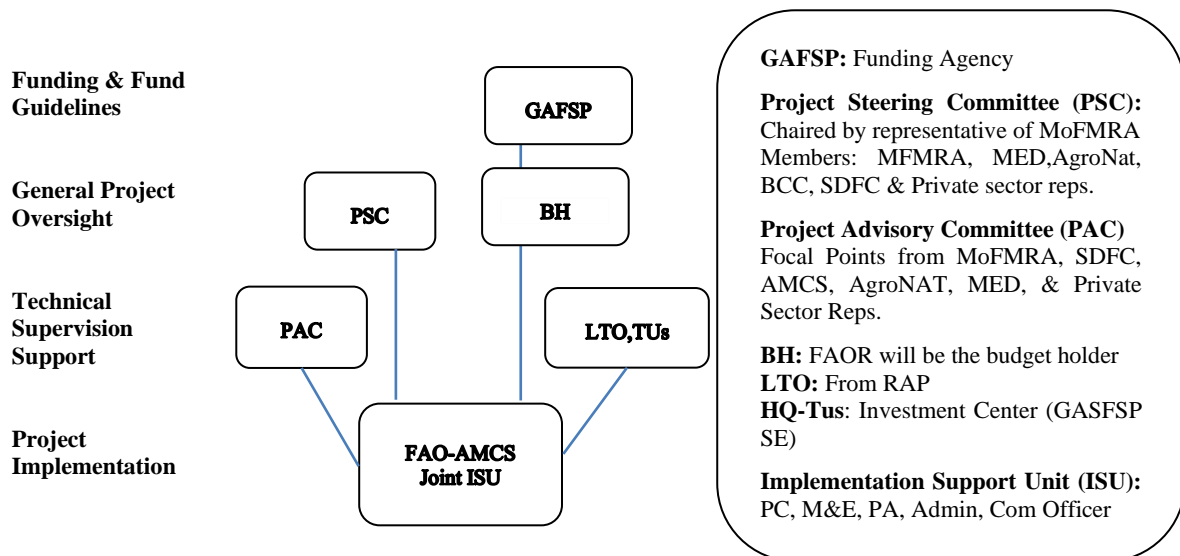 Funding & Fund
Guidelines
GAFSP
General Project
Oversight
PSC
BH
Technical
Supervision
Support
PAC
LTO,TUs
Project
Implementation
FAO-AMCS
Joint ISU
GAFSP: Funding Agency
Project Steering Committee (PSC):
Chaired by representative of MoFMRA
Members: MFMRA, MED,AgroNat,
BCC, SDFC & Private sector reps.
Project Advisory Committee (PAC)
Focal Points from MoFMRA, SDFC,
AMCS, AgroNAT, MED, & Private
Sector Reps.
BH: FAOR will be the budget holder
LTO: From RAP
HQ-Tus: Investment Center (GASFSP
SE)
Implementation Support Unit (ISU):
PC, M&E, PA, Admin, Com Officer